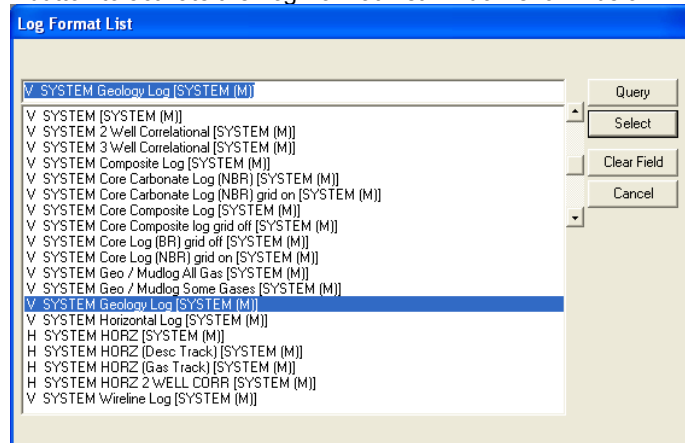 Log Format List
V SYSTEM Geology Log [SYSTEM (M)]
Query
Select
Clear Field
Cancel
V SYSTEM [SYSTEM (M)]
V SYSTEM 2 Well Correlational [SYSTEM (M)]
V SYSTEM 3 Well Correlational [SYSTEM (M)]
V SYSTEM Composite Log [SYSTEM (M)]
V SYSTEM Core Carbonate Log (NBR) [SYSTEM (M)]
V SYSTEM Core Carbonate Log (NBR) grid on [SYSTEM (M)]
V SYSTEM Core Composite Log [SYSTEM (M)]
V SYSTEM Core Composite log grid off [SYSTEM (M)]
V SYSTEM Core Log (BR) grid off [SYSTEM (M)]
V SYSTEM Core Log (NBR) grid on [SYSTEM (M)]
V SYSTEM Geo / Mudlog All Gas [SYSTEM (M)]
V SYSTEM Geo / Mudlog Some Gases [SYSTEM (M)]
V SYSTEM Geology Log [SYSTEM (M)]
V SYSTEM Horizontal Log [SYSTEM (M)]
H SYSTEM HORZ [SYSTEM (M)]
H SYSTEM HORZ (Desc Track) [SYSTEM (M)]
H SYSTEM HORZ (Gas Track) [SYSTEM (M)]
H SYSTEM HORZ 2 WELL CORR [SYSTEM (M)]
V SYSTEM Wireline Log [SYSTEM (M)]